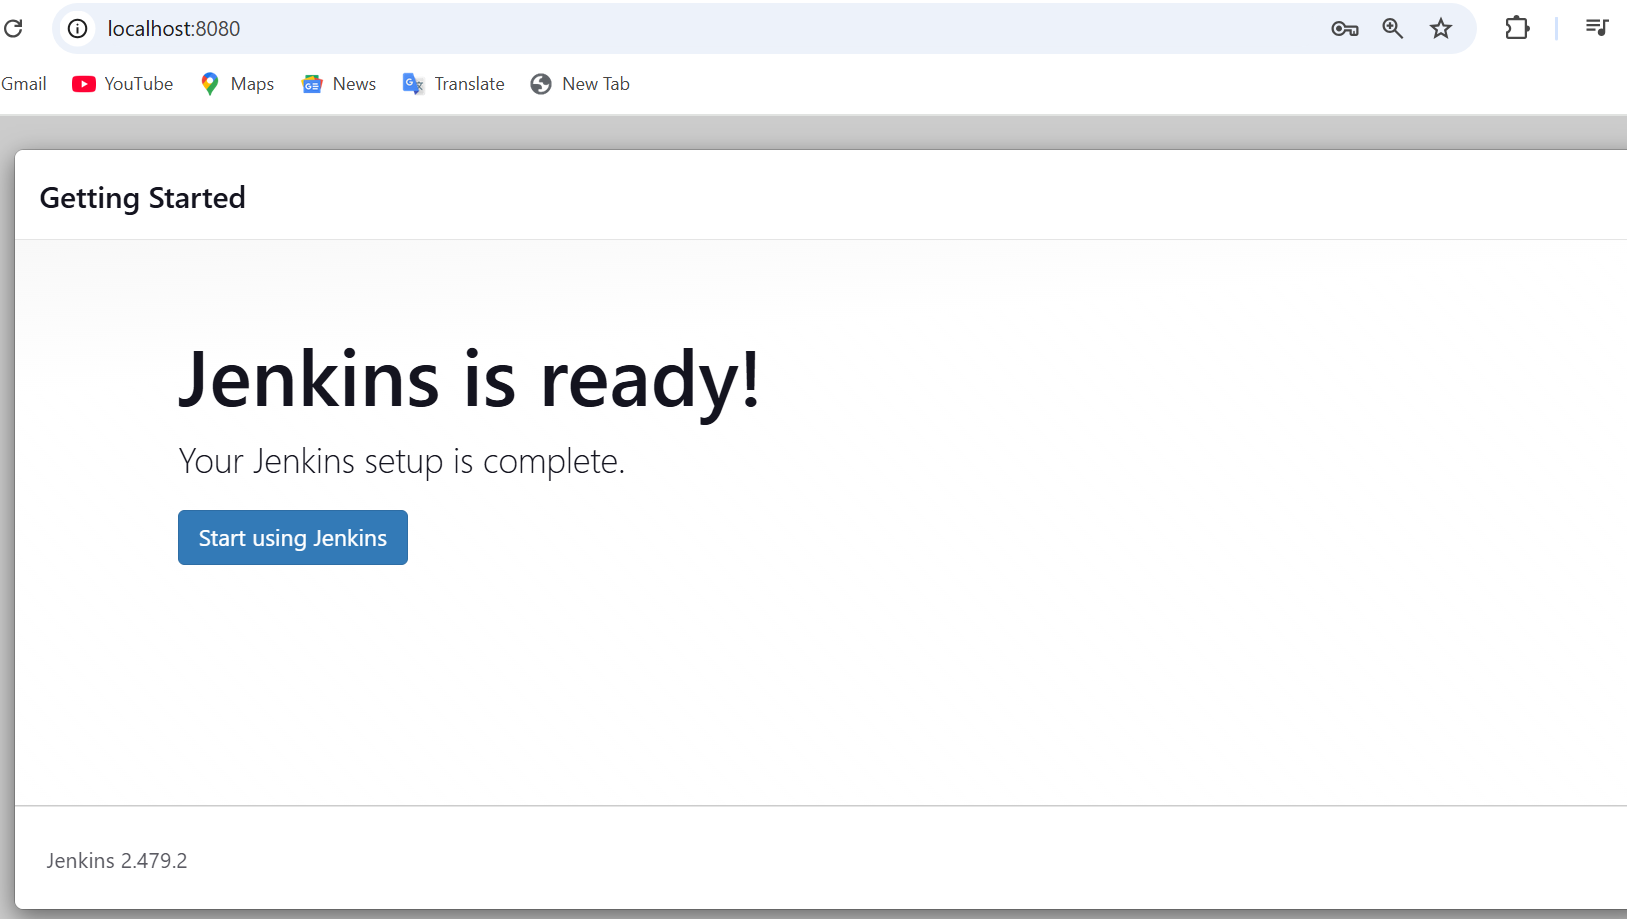 localhost:8080
Gmail YouTube Maps News Translate New Tab
Getting Started
Jenkins is ready!
Your Jenkins setup is complete.
Start using Jenkins
Jenkins 2.479.2